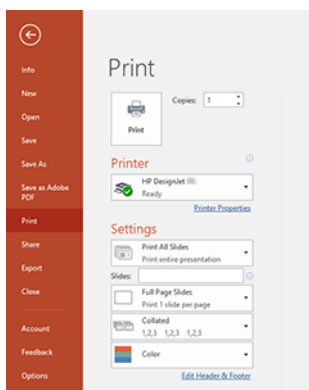 Info
New
Open
Save
Save As
Save as Adobe
PDF
Print
Share
Export
Close
Account
Feedback
Options
Print
Print
Copies: 1
Printer
HP DesignJet
Ready
Printer Properties
Settings
Print All Slides
Print entire presentation
Slides:
Full Page Slides
Print 1 slide per page
Collated
1,2,3 1,2,3 1,2,3
Color
Edit Header & Footer